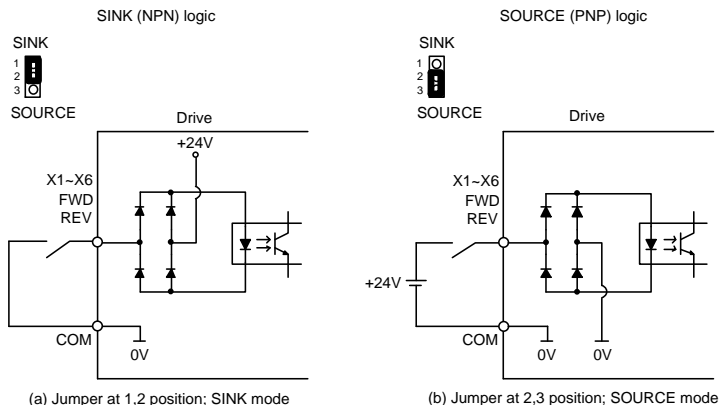 SINK (NPN) logic
SINK
1
2
3
SOURCE
Drive
+24V
X1~X6
FWD
REV
COM
0V
(a) Jumper at 1,2 position; SINK mode
SOURCE (PNP) logic
SINK
1
2
3
SOURCE
Drive
X1~X6
FWD
REV
+24V
COM
0V
0V
(b) Jumper at 2,3 position; SOURCE mode